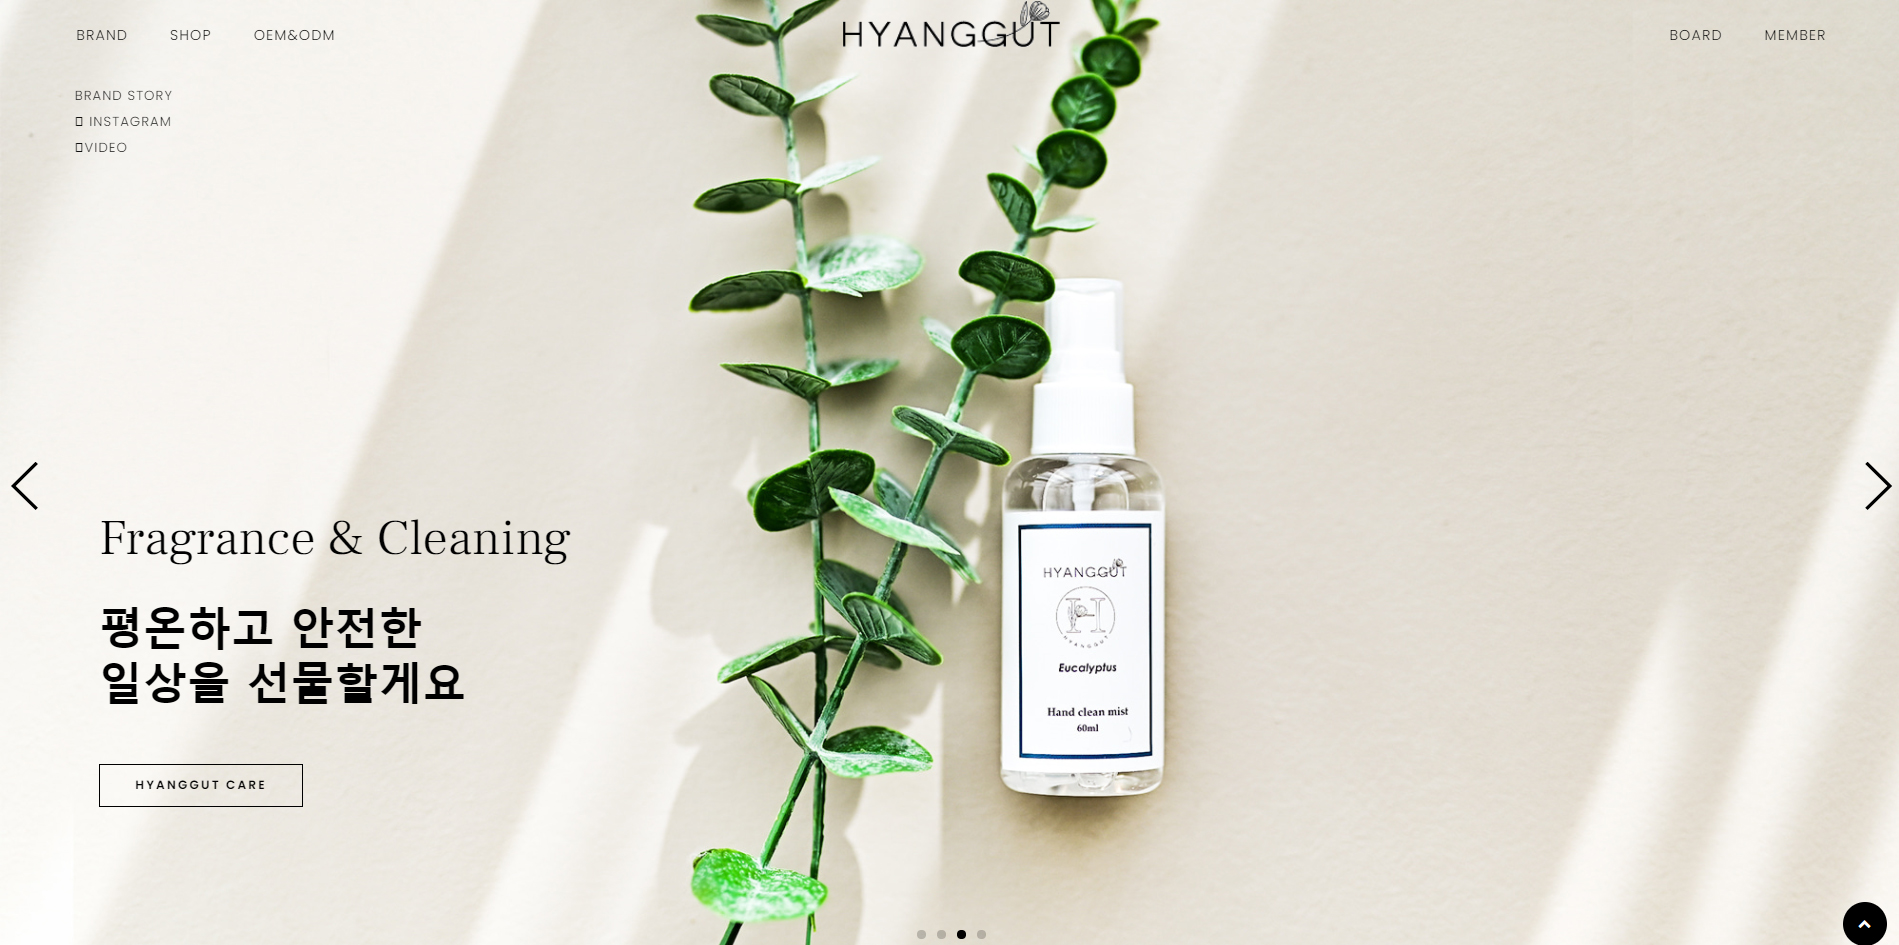 BRAND SHOP OEM&ODM HYANGGUT BOARD MEMBER
BRAND STORY
INSTAGRAM
VIDEO
Fragrance & Cleaning
평온하고 안전한
일상을 선물할게요
HYANGGUT CARE
HYANGGUT
H
HYANGGUT
Eucalyptus
Hand clean mist
60ml